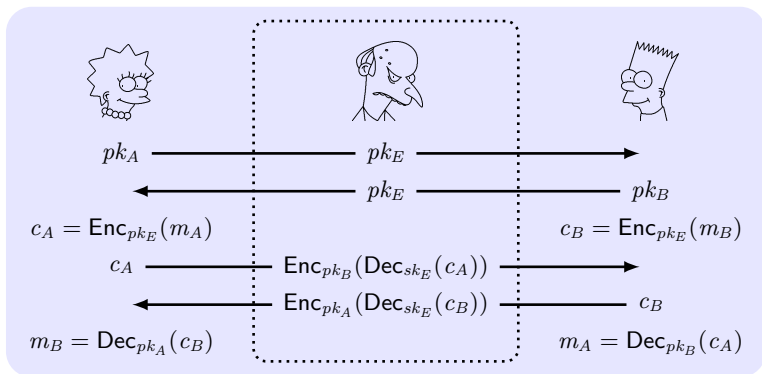 pk_A pk_E
pk_E pk_B
c_A = Enc_{pk_E}(m_A) c_B = Enc_{pk_E}(m_B)
c_A Enc_{pk_B}(Dec_{sk_E}(c_A))
Enc_{pk_A}(Dec_{sk_E}(c_B)) c_B
m_B = Dec_{pk_A}(c_B) m_A = Dec_{pk_B}(c_A)